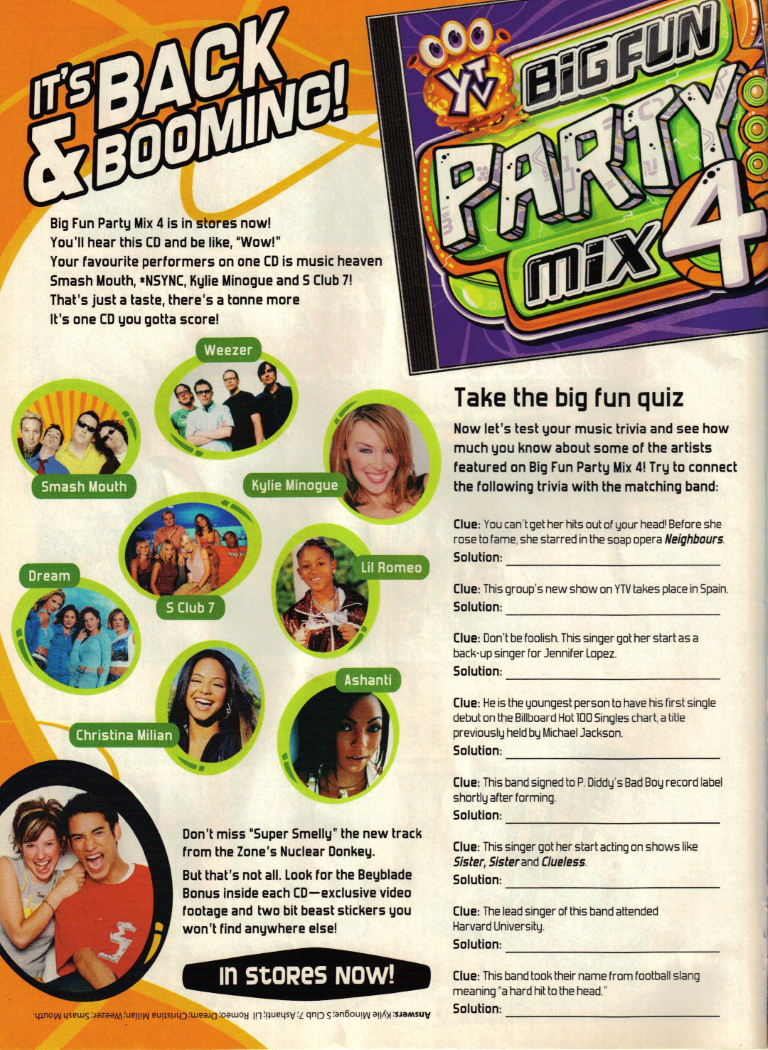 IT'S BACK
& BOOMING!
YTV
BIG FUN
PARTY
MIX 4
Big Fun Party Mix 4 is in stores now!
You'll hear this CD and be like, "Wow!"
Your favourite performers on one CD is music heaven
Smash Mouth, *NSYNC, Kylie Minogue and S Club 7!
That's just a taste, there's a tonne more
It's one CD you gotta score!
Weezer
Smash Mouth
Kylie Minogue
Lil Romeo
S Club 7
Dream
Ashanti
Christina Milian
Don't miss "Super Smelly" the new track
from the Zone's Nuclear Donkey.
But that's not all. Look for the Beyblade
Bonus inside each CD—exclusive video
footage and two bit beast stickers you
won't find anywhere else!
IN STORES NOW!
Take the big fun quiz
Now let's test your music trivia and see how
much you know about some of the artists
featured on Big Fun Party Mix 4! Try to connect
the following trivia with the matching band:
Clue: You can't get her hits out of your head! Before she
rose to fame, she starred in the soap opera Neighbours.
Solution:
Clue: This group's new show on YTV takes place in Spain.
Solution:
Clue: Don't be foolish. This singer got her start as a
back-up singer for Jennifer Lopez.
Solution:
Clue: He is the youngest person to have his first single
debut on the Billboard Hot 100 Singles chart, a title
previously held by Michael Jackson.
Solution:
Clue: This band signed to P. Diddy's Bad Boy record label
shortly after forming.
Solution:
Clue: This singer got her start acting on shows like
Sister, Sister and Clueless.
Solution:
Clue: The lead singer of this band attended
Harvard University.
Solution:
Clue: This band took their name from football slang
meaning "a hard hit to the head."
Solution:
Answers: Kylie Minogue; S Club 7; Ashanti; Lil Romeo; Dream; Christina Milian; Weezer; Smash Mouth